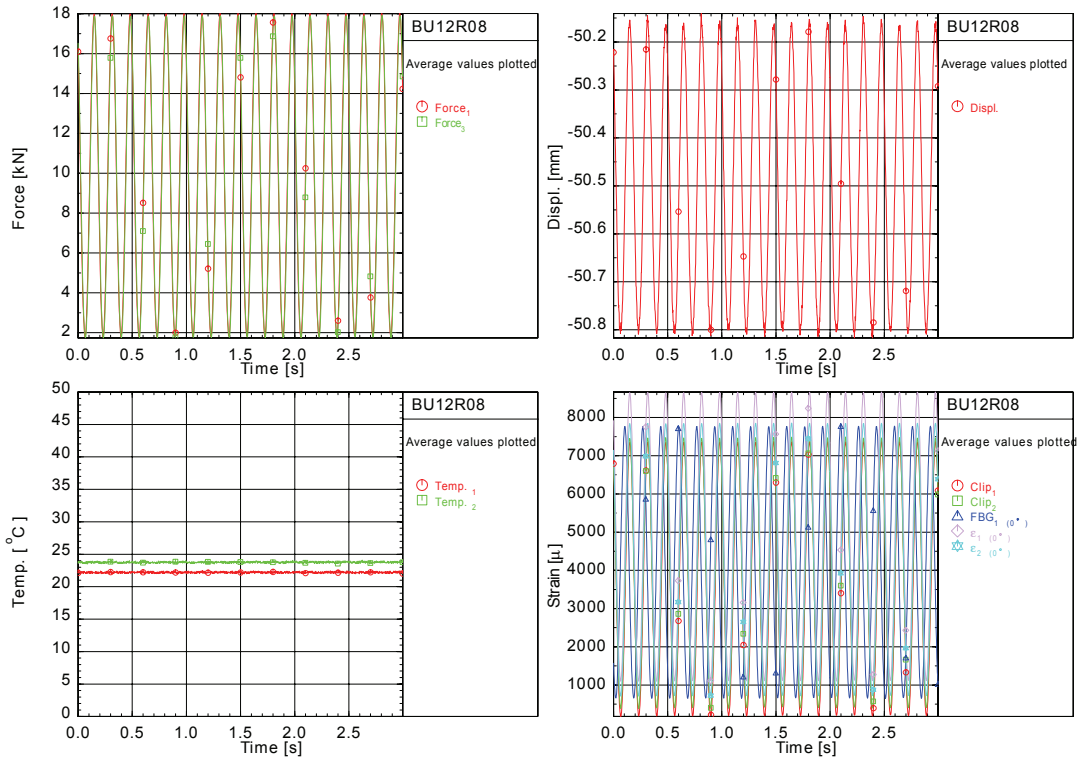 BU12R08
Average values plotted
Force1
Force3
Force [kN]
18
16
14
12
10
8
6
4
2
0.0 0.5 1.0 1.5 2.0 2.5
Time [s]
BU12R08
Average values plotted
Displ.
Displ. [mm]
-50.2
-50.3
-50.4
-50.5
-50.6
-50.7
-50.8
0.0 0.5 1.0 1.5 2.0 2.5
Time [s]
BU12R08
Average values plotted
Temp. 1
Temp. 2
Temp. [ °C]
50
45
40
35
30
25
20
15
10
5
0
0.0 0.5 1.0 1.5 2.0 2.5
Time [s]
BU12R08
Average values plotted
Clip1
Clip2
FBG1 (0°)
ε1 (0°)
ε2 (0°)
Strain [μ]
8000
7000
6000
5000
4000
3000
2000
1000
0.0 0.5 1.0 1.5 2.0 2.5
Time [s]